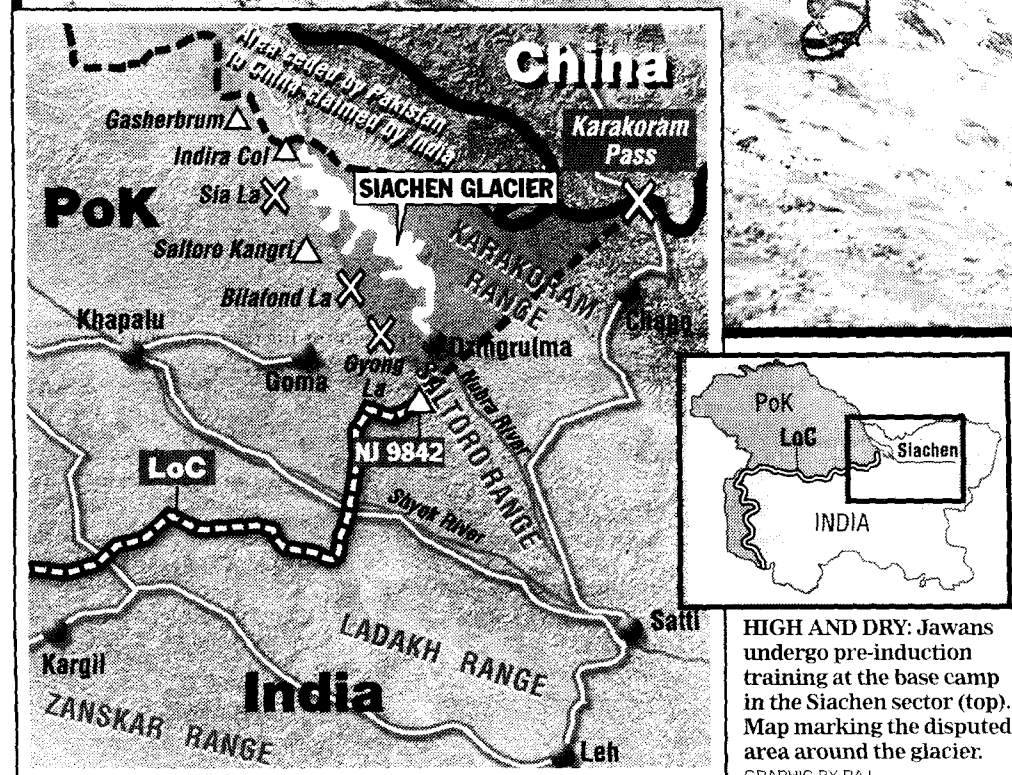 China
Area ceded by Pakistan
to China claimed by India
Gasherbrum
Karakoram
Pass
Indira Col
SIACHEN GLACIER
Sia La
PoK
KARAKORAM
RANGE
Saltoro Kangri
Bilafond La
Khapalu
Goma
Gyong
La
Nubra River
SALTORO RANGE
NJ 9842
LoC
Shyok River
LADAKH RANGE
Satti
Kargil
India
ZANSKAR RANGE
Leh
PoK
LoC
Siachen
INDIA
HIGH AND DRY: Jawans
undergo pre-induction
training at the base camp
in the Siachen sector (top).
Map marking the disputed
area around the glacier.